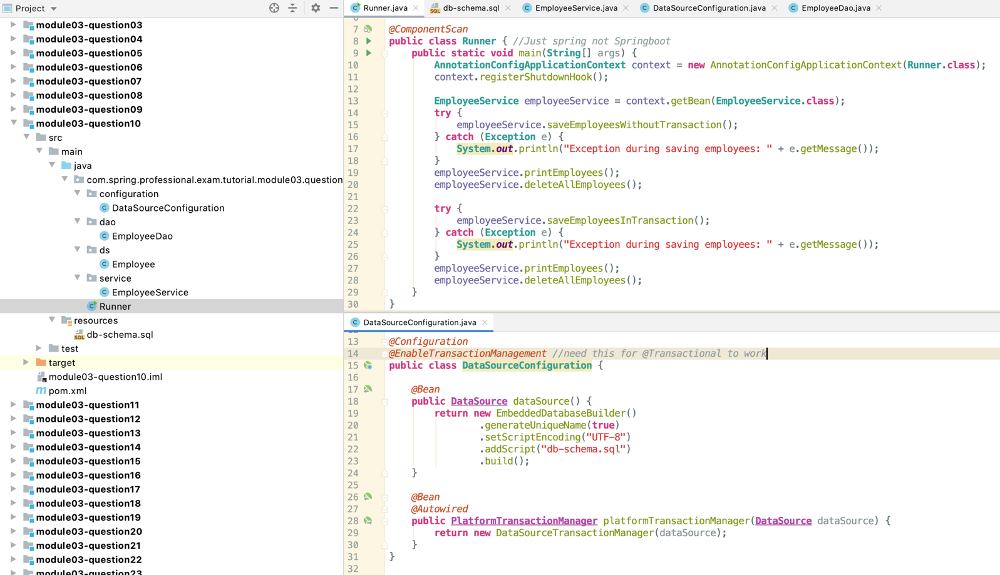 Project
module03-question03
module03-question04
module03-question05
module03-question06
module03-question07
module03-question08
module03-question09
module03-question10
src
main
java
com.spring.professional.exam.tutorial.module03.question
configuration
DataSourceConfiguration
dao
EmployeeDao
ds
Employee
service
EmployeeService
Runner
resources
db-schema.sql
test
target
module03-question10.iml
pom.xml
module03-question11
module03-question12
module03-question13
module03-question14
module03-question15
module03-question16
module03-question17
module03-question18
module03-question19
module03-question20
module03-question21
module03-question22
module03-question23
Runner.java db-schema.sql EmployeeService.java DataSourceConfiguration.java EmployeeDao.java
7 @ComponentScan
8 public class Runner { //Just spring not Springboot
9 public static void main(String[] args) {
10 AnnotationConfigApplicationContext context = new AnnotationConfigApplicationContext(Runner.class);
11 context.registerShutdownHook();
12
13 EmployeeService employeeService = context.getBean(EmployeeService.class);
14 try {
15 employeeService.saveEmployeesWithoutTransaction();
16 } catch (Exception e) {
17 System.out.println("Exception during saving employees: " + e.getMessage());
18 }
19 employeeService.printEmployees();
20 employeeService.deleteAllEmployees();
21
22 try {
23 employeeService.saveEmployeesInTransaction();
24 } catch (Exception e) {
25 System.out.println("Exception during saving employees: " + e.getMessage());
26 }
27 employeeService.printEmployees();
28 employeeService.deleteAllEmployees();
29 }
30 }
DataSourceConfiguration.java
13 @Configuration
14 @EnableTransactionManagement //need this for @Transactional to work
15 public class DataSourceConfiguration {
16
17 @Bean
18 public DataSource dataSource() {
19 return new EmbeddedDatabaseBuilder()
20 .generateUniqueName(true)
21 .setScriptEncoding("UTF-8")
22 .addScript("db-schema.sql")
23 .build();
24 }
25
26 @Bean
27 @Autowired
28 public PlatformTransactionManager platformTransactionManager(DataSource dataSource) {
29 return new DataSourceTransactionManager(dataSource);
30 }
31 }
32